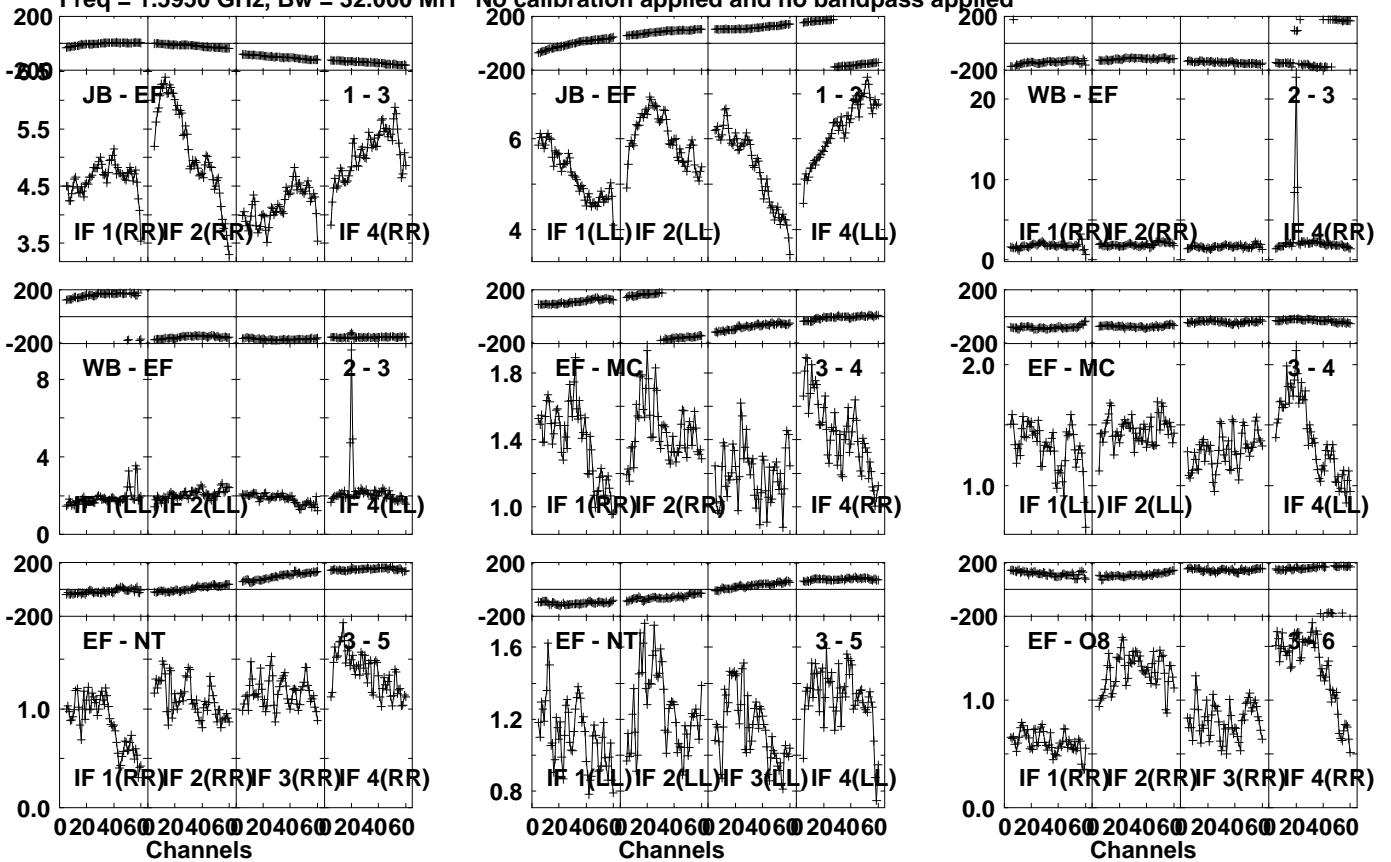 Freq = 1.5950 GHz, Bw = 32.000 MH No calibration applied and no bandpass applied
200 200 200
-200 -200 -200
JB - EF 1 - 3 JB - EF 1 - 3 WB - EF 2 - 3
6.5
5.5 6 20
4.5 10
3.5 4 0
IF 1(RR) IF 2(RR) IF 4(RR) IF 1(LL) IF 2(LL) IF 4(LL) IF 1(RR) IF 2(RR) IF 4(RR)
200 200 200
-200 -200 -200
WB - EF 2 - 3 EF - MC 3 - 4 EF - MC 3 - 4
8 1.8 2.0
4 1.4
0 1.0 1.0
IF 1(LL) IF 2(LL) IF 4(LL) IF 1(RR) IF 2(RR) IF 4(RR) IF 1(LL) IF 2(LL) IF 4(LL)
200 200 200
-200 -200 -200
EF - NT 3 - 5 EF - NT 3 - 5 EF - O8 3 - 6
1.6
1.0 1.2 1.0
0.0 0.8 0.0
IF 1(RR) IF 2(RR) IF 3(RR) IF 4(RR) IF 1(LL) IF 2(LL) IF 3(LL) IF 4(LL) IF 1(RR) IF 2(RR) IF 3(RR) IF 4(RR)
0 20 40 60 0 20 40 60 0 20 40 60 0 20 40 60 0 20 40 60 0 20 40 60 0 20 40 60 0 20 40 60 0 20 40 60 0 20 40 60 0 20 40 60 0 20 40 60
Channels Channels Channels